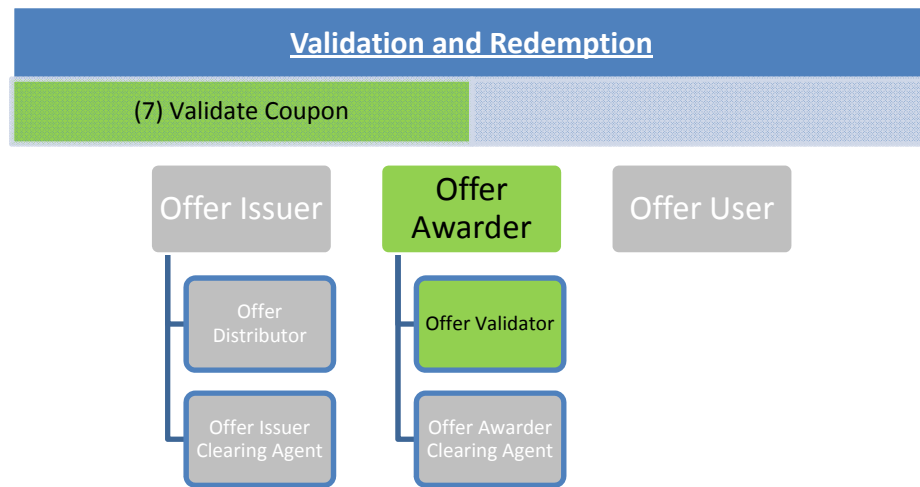 Validation and Redemption
(7) Validate Coupon
Offer Issuer
Offer
Awarder
Offer User
Offer
Distributor
Offer Validator
Offer Issuer
Clearing Agent
Offer Awarder
Clearing Agent